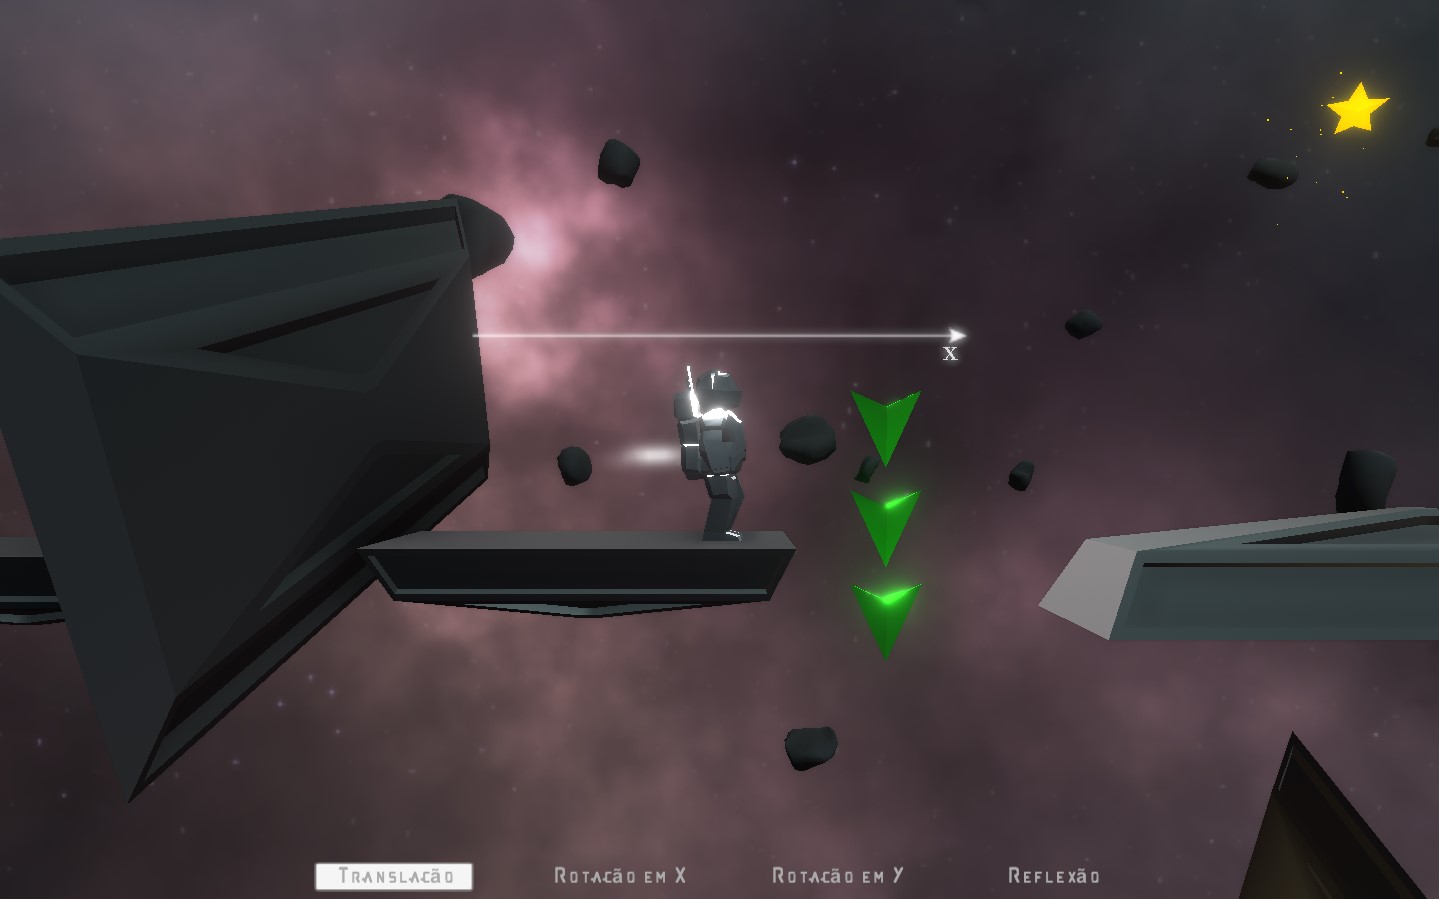 X
Translação
Rotação em X
Rotação em Y
Reflexão